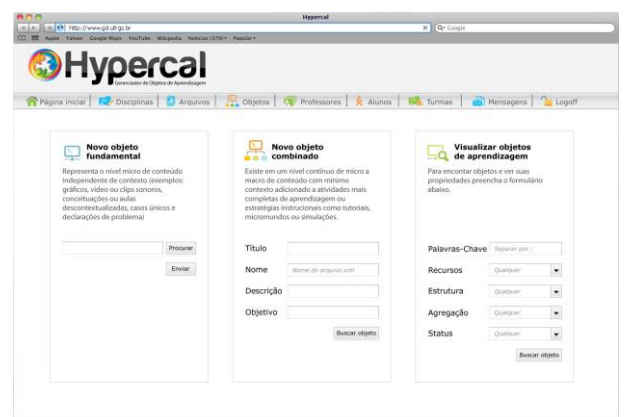 Hypercal
http://www.gd.ufrgs.br
Google
Apple Yahoo! Google Maps YouTube Wikipedia Notícias (379) Popular
Hypercal
Gerenciador de Objetos de Aprendizagem
Página Inicial Disciplinas Arquivos Objetos Professores Alunos Turmas Mensagens Logoff
Novo objeto
fundamental
Representa o nível micro de conteúdo
independente de contexto (exemplos:
gráficos, vídeo ou clips sonoros,
conceituações ou aulas
descontextualizadas, casos únicos e
declarações de problema)
Procurar
Enviar
Novo objeto
combinado
Existe em um nível contínuo de micro a
macro de conteúdo com mínimo
contexto adicionado a atividades mais
completas de aprendizagem ou
estratégias instrucionais como tutoriais,
micromundos ou simulações.
Título
Nome Nome do arquivo xml
Descrição
Objetivo
Buscar objeto
Visualizar objetos
de aprendizagem
Para encontar objetos e ver suas
propriedades preencha o formulário
abaixo.
Palavras-Chave Separar por ;
Recursos Qualquer
Estrutura Qualquer
Agregação Qualquer
Status Qualquer
Buscar objeto